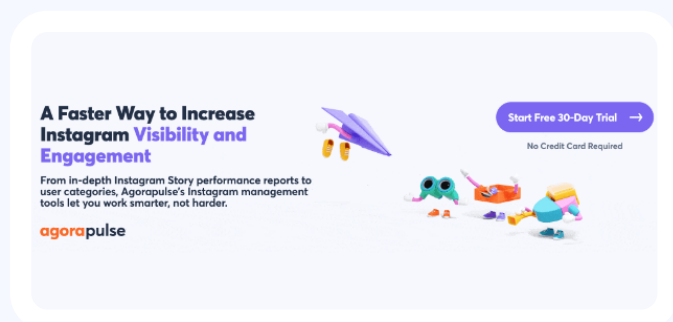 A Faster Way to Increase
Instagram Visibility and
Engagement
From in-depth Instagram Story performance reports to
user categories, Agorapulse's Instagram management
tools let you work smarter, not harder.
agorapulse
Start Free 30-Day Trial →
No Credit Card Required